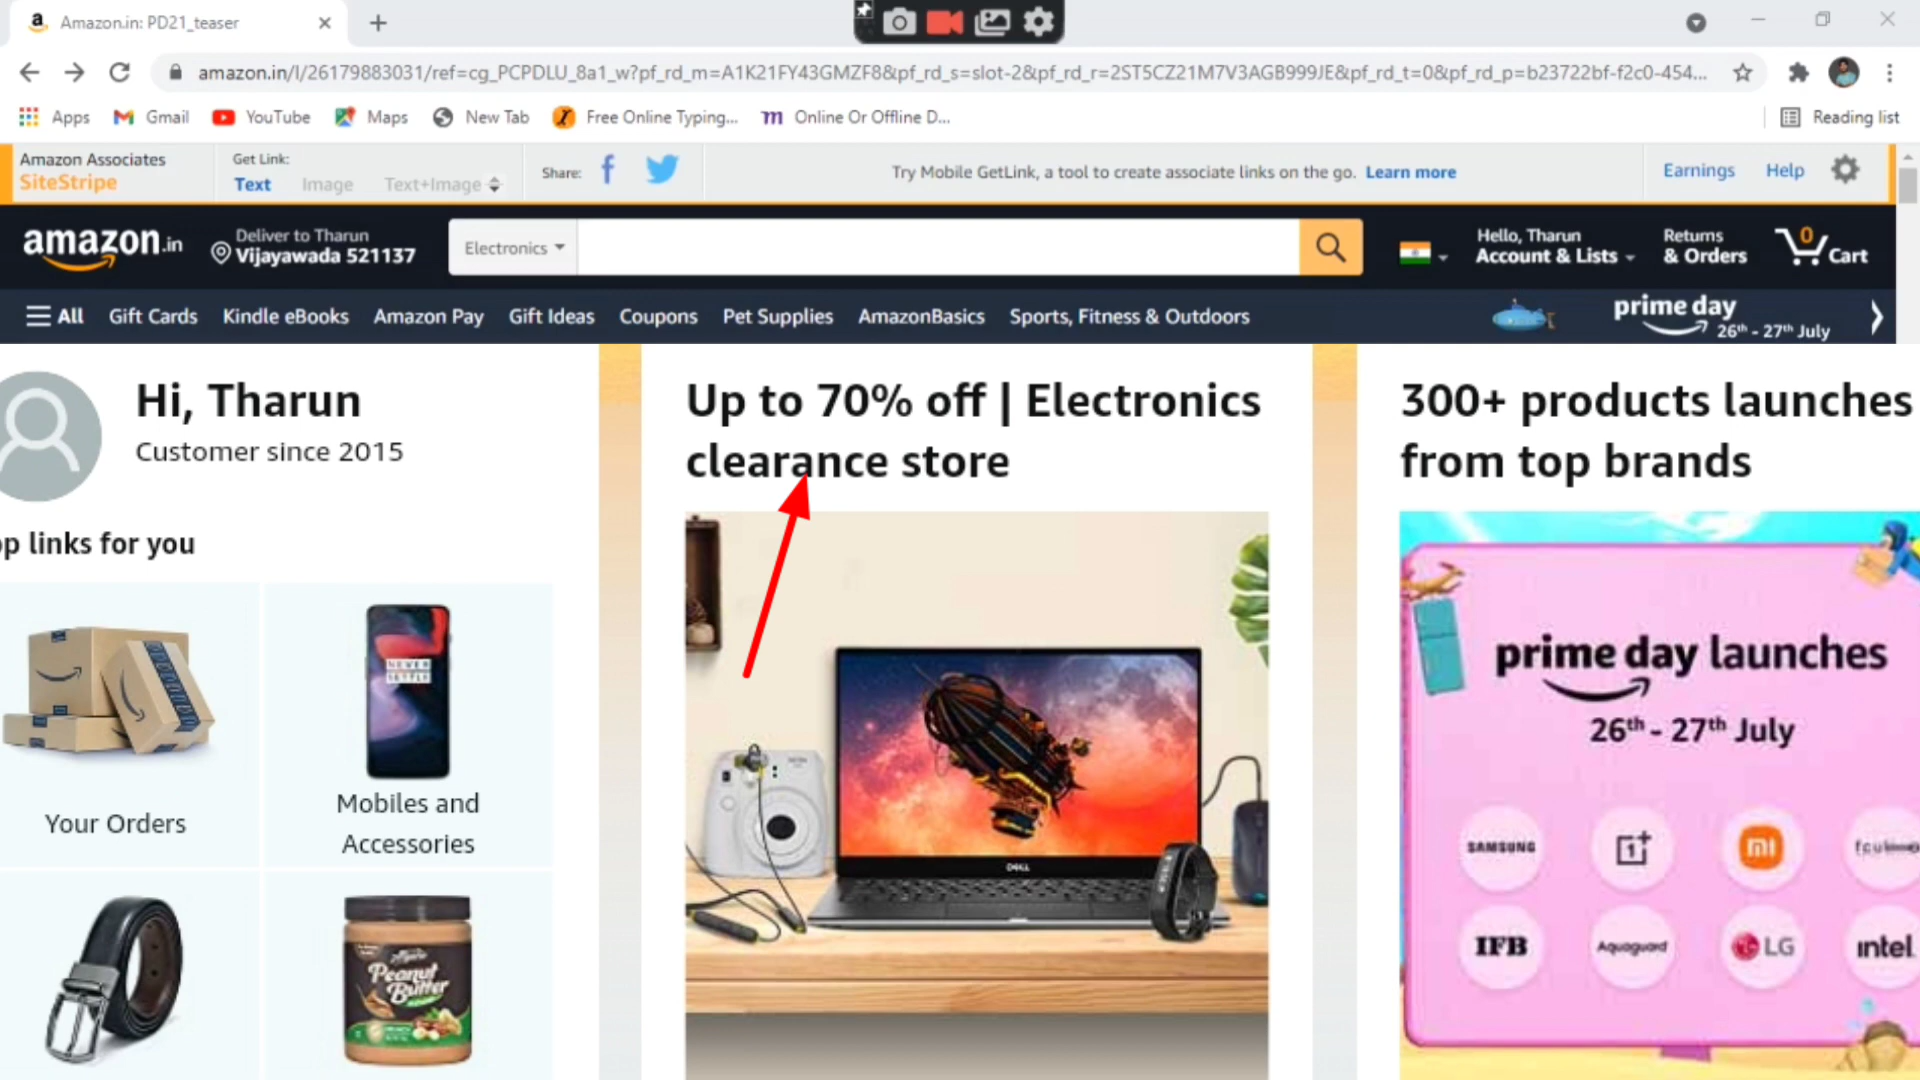 Amazon.in: PD21_teaser
amazon.in/l/26179883031/ref=cg_PCPDLU_8a1_w?pf_rd_m=A1K21FY43GMZF8&pf_rd_s=slot-2&pf_rd_r=2ST5CZ21M7V3AGB999JE&pf_rd_t=0&pf_rd_p=b23722bf-f2c0-454...
Apps Gmail YouTube Maps New Tab Free Online Typing... Online Or Offline D... Reading list
Amazon Associates
SiteStripe
Get Link:
Text Image Text+Image
Share:
Try Mobile GetLink, a tool to create associate links on the go. Learn more
Earnings Help
amazon.in
Deliver to Tharun
Vijayawada 521137
Electronics
Hello, Tharun
Account & Lists
Returns
& Orders
0
Cart
All Gift Cards Kindle eBooks Amazon Pay Gift Ideas Coupons Pet Supplies AmazonBasics Sports, Fitness & Outdoors
prime day
26th - 27th July
Hi, Tharun
Customer since 2015
op links for you
NEVER
SETTLE
Your Orders
Mobiles and
Accessories
Peanut
Butter
Up to 70% off | Electronics
clearance store
DELL
300+ products launches
from top brands
prime day launches
26th - 27th July
SAMSUNG
1+
mi
IFB
Aquaguard
LG
intel